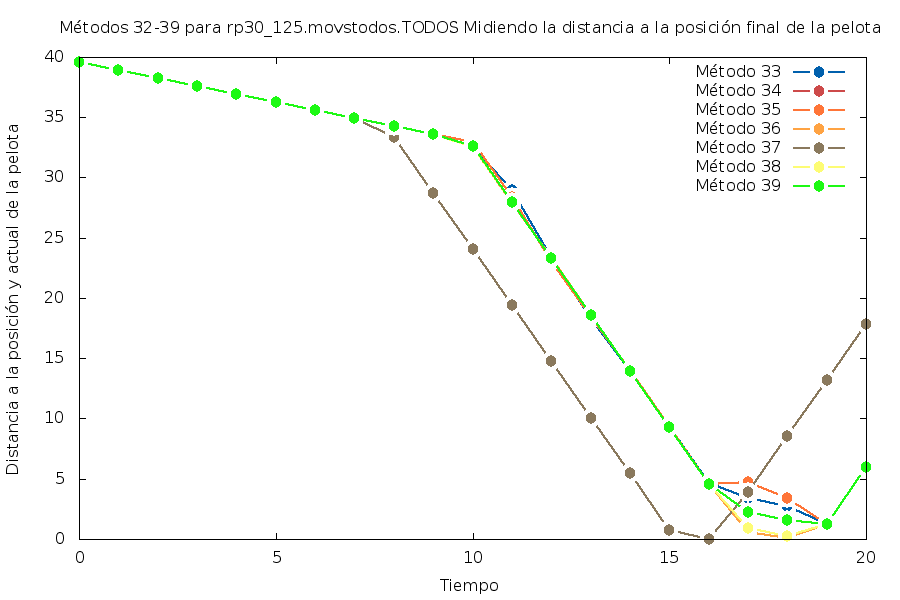 Métodos 32-39 para rp30_125.movstodos.TODOS Midiendo la distancia a la posición final de la pelota
Distancia a la posición y actual de la pelota
40
35
30
25
20
15
10
5
0
Método 33
Método 34
Método 35
Método 36
Método 37
Método 38
Método 39
0
5
10
15
20
Tiempo